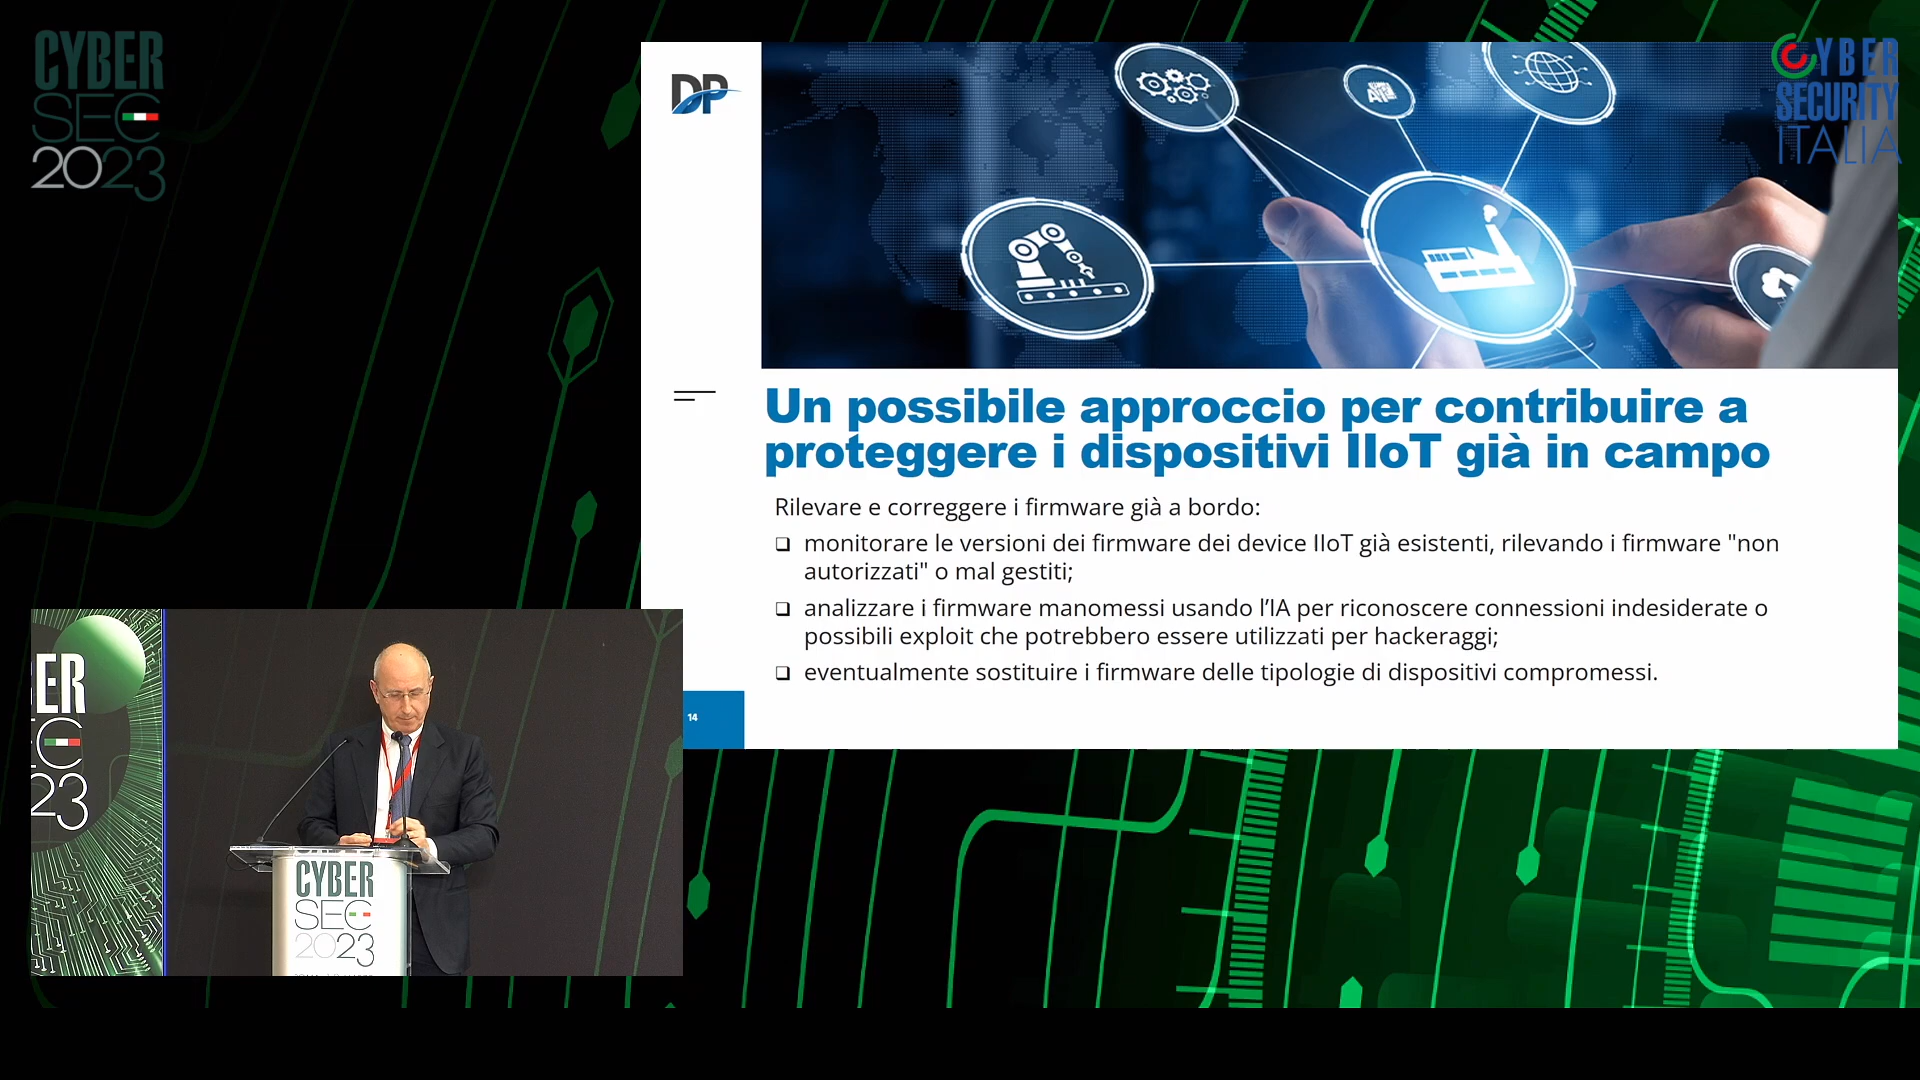 CYBER
SEC
2023
CYBER
SECURITY
ITALIA
DP
AI
Un possibile approccio per contribuire a
proteggere i dispositivi IIoT già in campo
Rilevare e correggere i firmware già a bordo:
monitorare le versioni dei firmware dei device IIoT già esistenti, rilevando i firmware "non
autorizzati" o mal gestiti;
analizzare i firmware manomessi usando l’IA per riconoscere connessioni indesiderate o
possibili exploit che potrebbero essere utilizzati per hackeraggi;
eventualmente sostituire i firmware delle tipologie di dispositivi compromessi.
14
ER
C
23
CYBER
SEC
2023